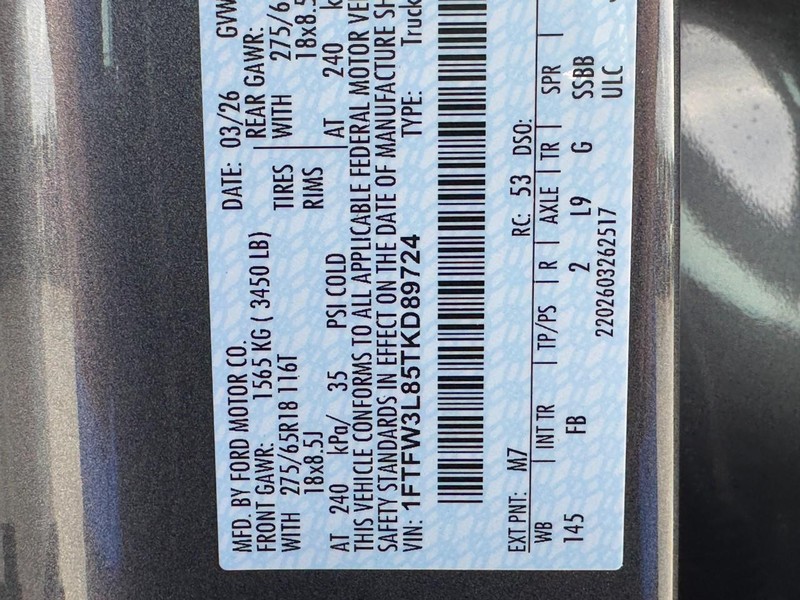 MFD. BY FORD MOTOR CO.
DATE: 03/26 GVW
FRONT GAWR: 1565 KG ( 3450 LB)
REAR GAWR:
WITH 275/65R18 116T TIRES WITH 275/6
18x8.5J RIMS 18x8.5
AT 240 kPa/ 35 PSI COLD AT 240 k
THIS VEHICLE CONFORMS TO ALL APPLICABLE FEDERAL MOTOR VE
SAFETY STANDARDS IN EFFECT ON THE DATE OF MANUFACTURE SH
VIN: 1FTFW3L85TKD89724 TYPE: Truck
EXT PNT: M7 RC: 53 DSO:
WB | INT TR | TP/PS | R | AXLE | TR | SPR |
145 FB 2 L9 G SSBB
2202603262517 ULC